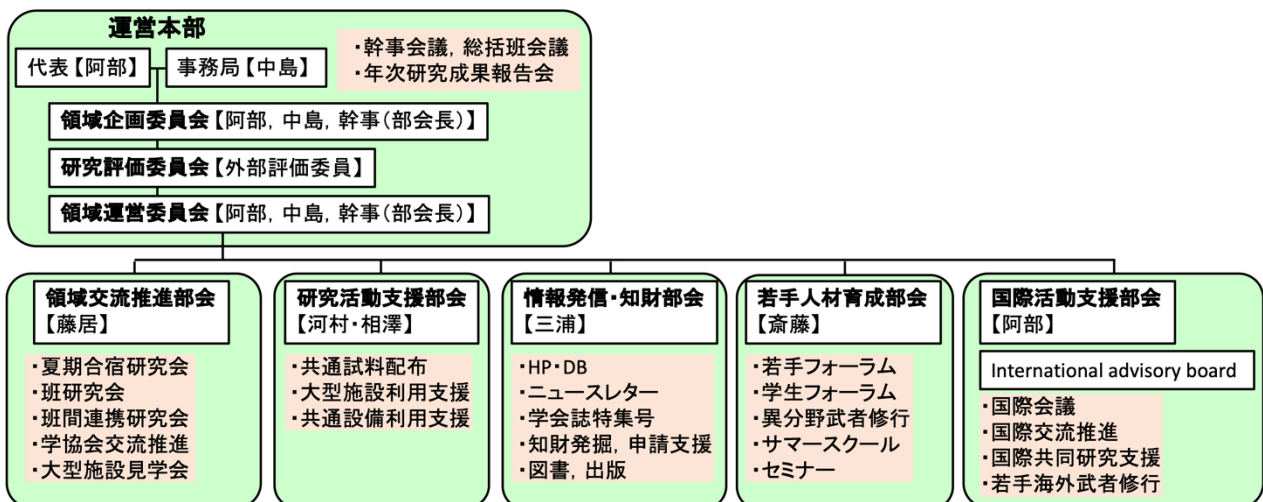 運営本部
代表【阿部】
事務局【中島】
・幹事会議, 総括班会議
・年次研究成果報告会
領域企画委員会【阿部, 中島, 幹事(部会長)】
研究評価委員会【外部評価委員】
領域運営委員会【阿部, 中島, 幹事(部会長)】
領域交流推進部会
【藤居】
・夏期合宿研究会
・班研究会
・班間連携研究会
・学協会交流推進
・大型施設見学会
研究活動支援部会
【河村・相澤】
・共通試料配布
・大型施設利用支援
・共通設備利用支援
情報発信・知財部会
【三浦】
・HP・DB
・ニュースレター
・学会誌特集号
・知財発掘, 申請支援
・図書, 出版
若手人材育成部会
【斎藤】
・若手フォーラム
・学生フォーラム
・異分野武者修行
・サマースクール
・セミナー
国際活動支援部会
【阿部】
International advisory board
・国際会議
・国際交流推進
・国際共同研究支援
・若手海外武者修行